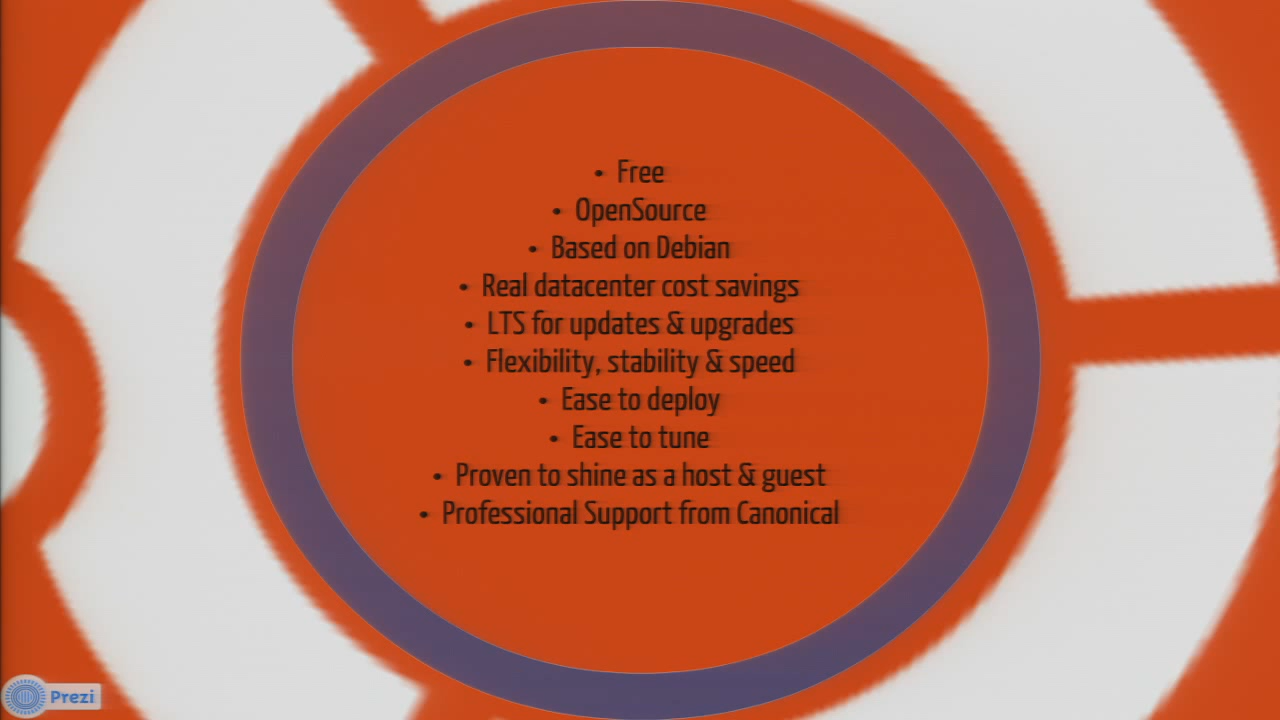 • Free
• OpenSource
• Based on Debian
• Real datacenter cost savings
• LTS for updates & upgrades
• Flexibility, stability & speed
• Ease to deploy
• Ease to tune
• Proven to shine as a host & guest
• Professional Support from Canonical
Prezi